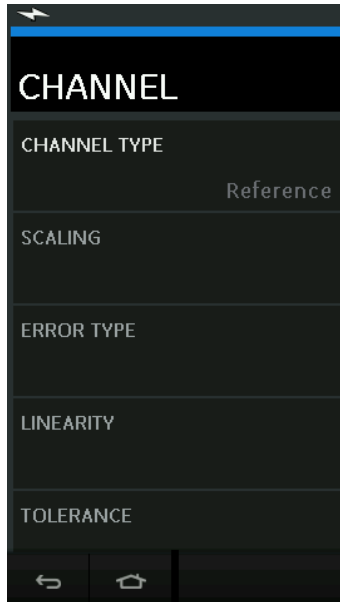 CHANNEL
CHANNEL TYPE
Reference
SCALING
ERROR TYPE
LINEARITY
TOLERANCE